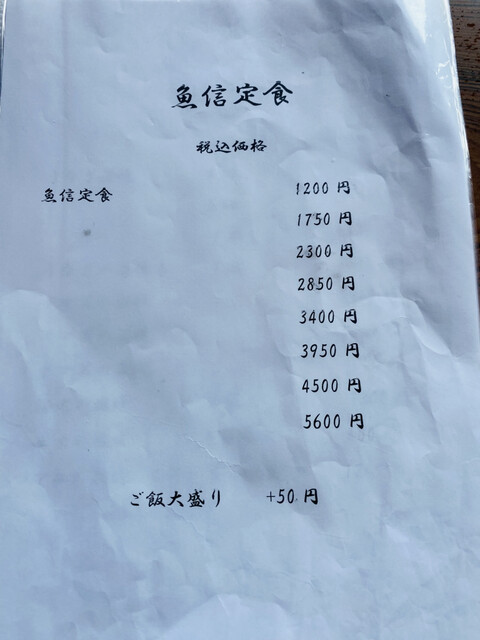 魚信定食
税込価格
魚信定食 1200 円
1750 円
2300 円
2850 円
3400 円
3950 円
4500 円
5600 円
ご飯大盛り +50 円